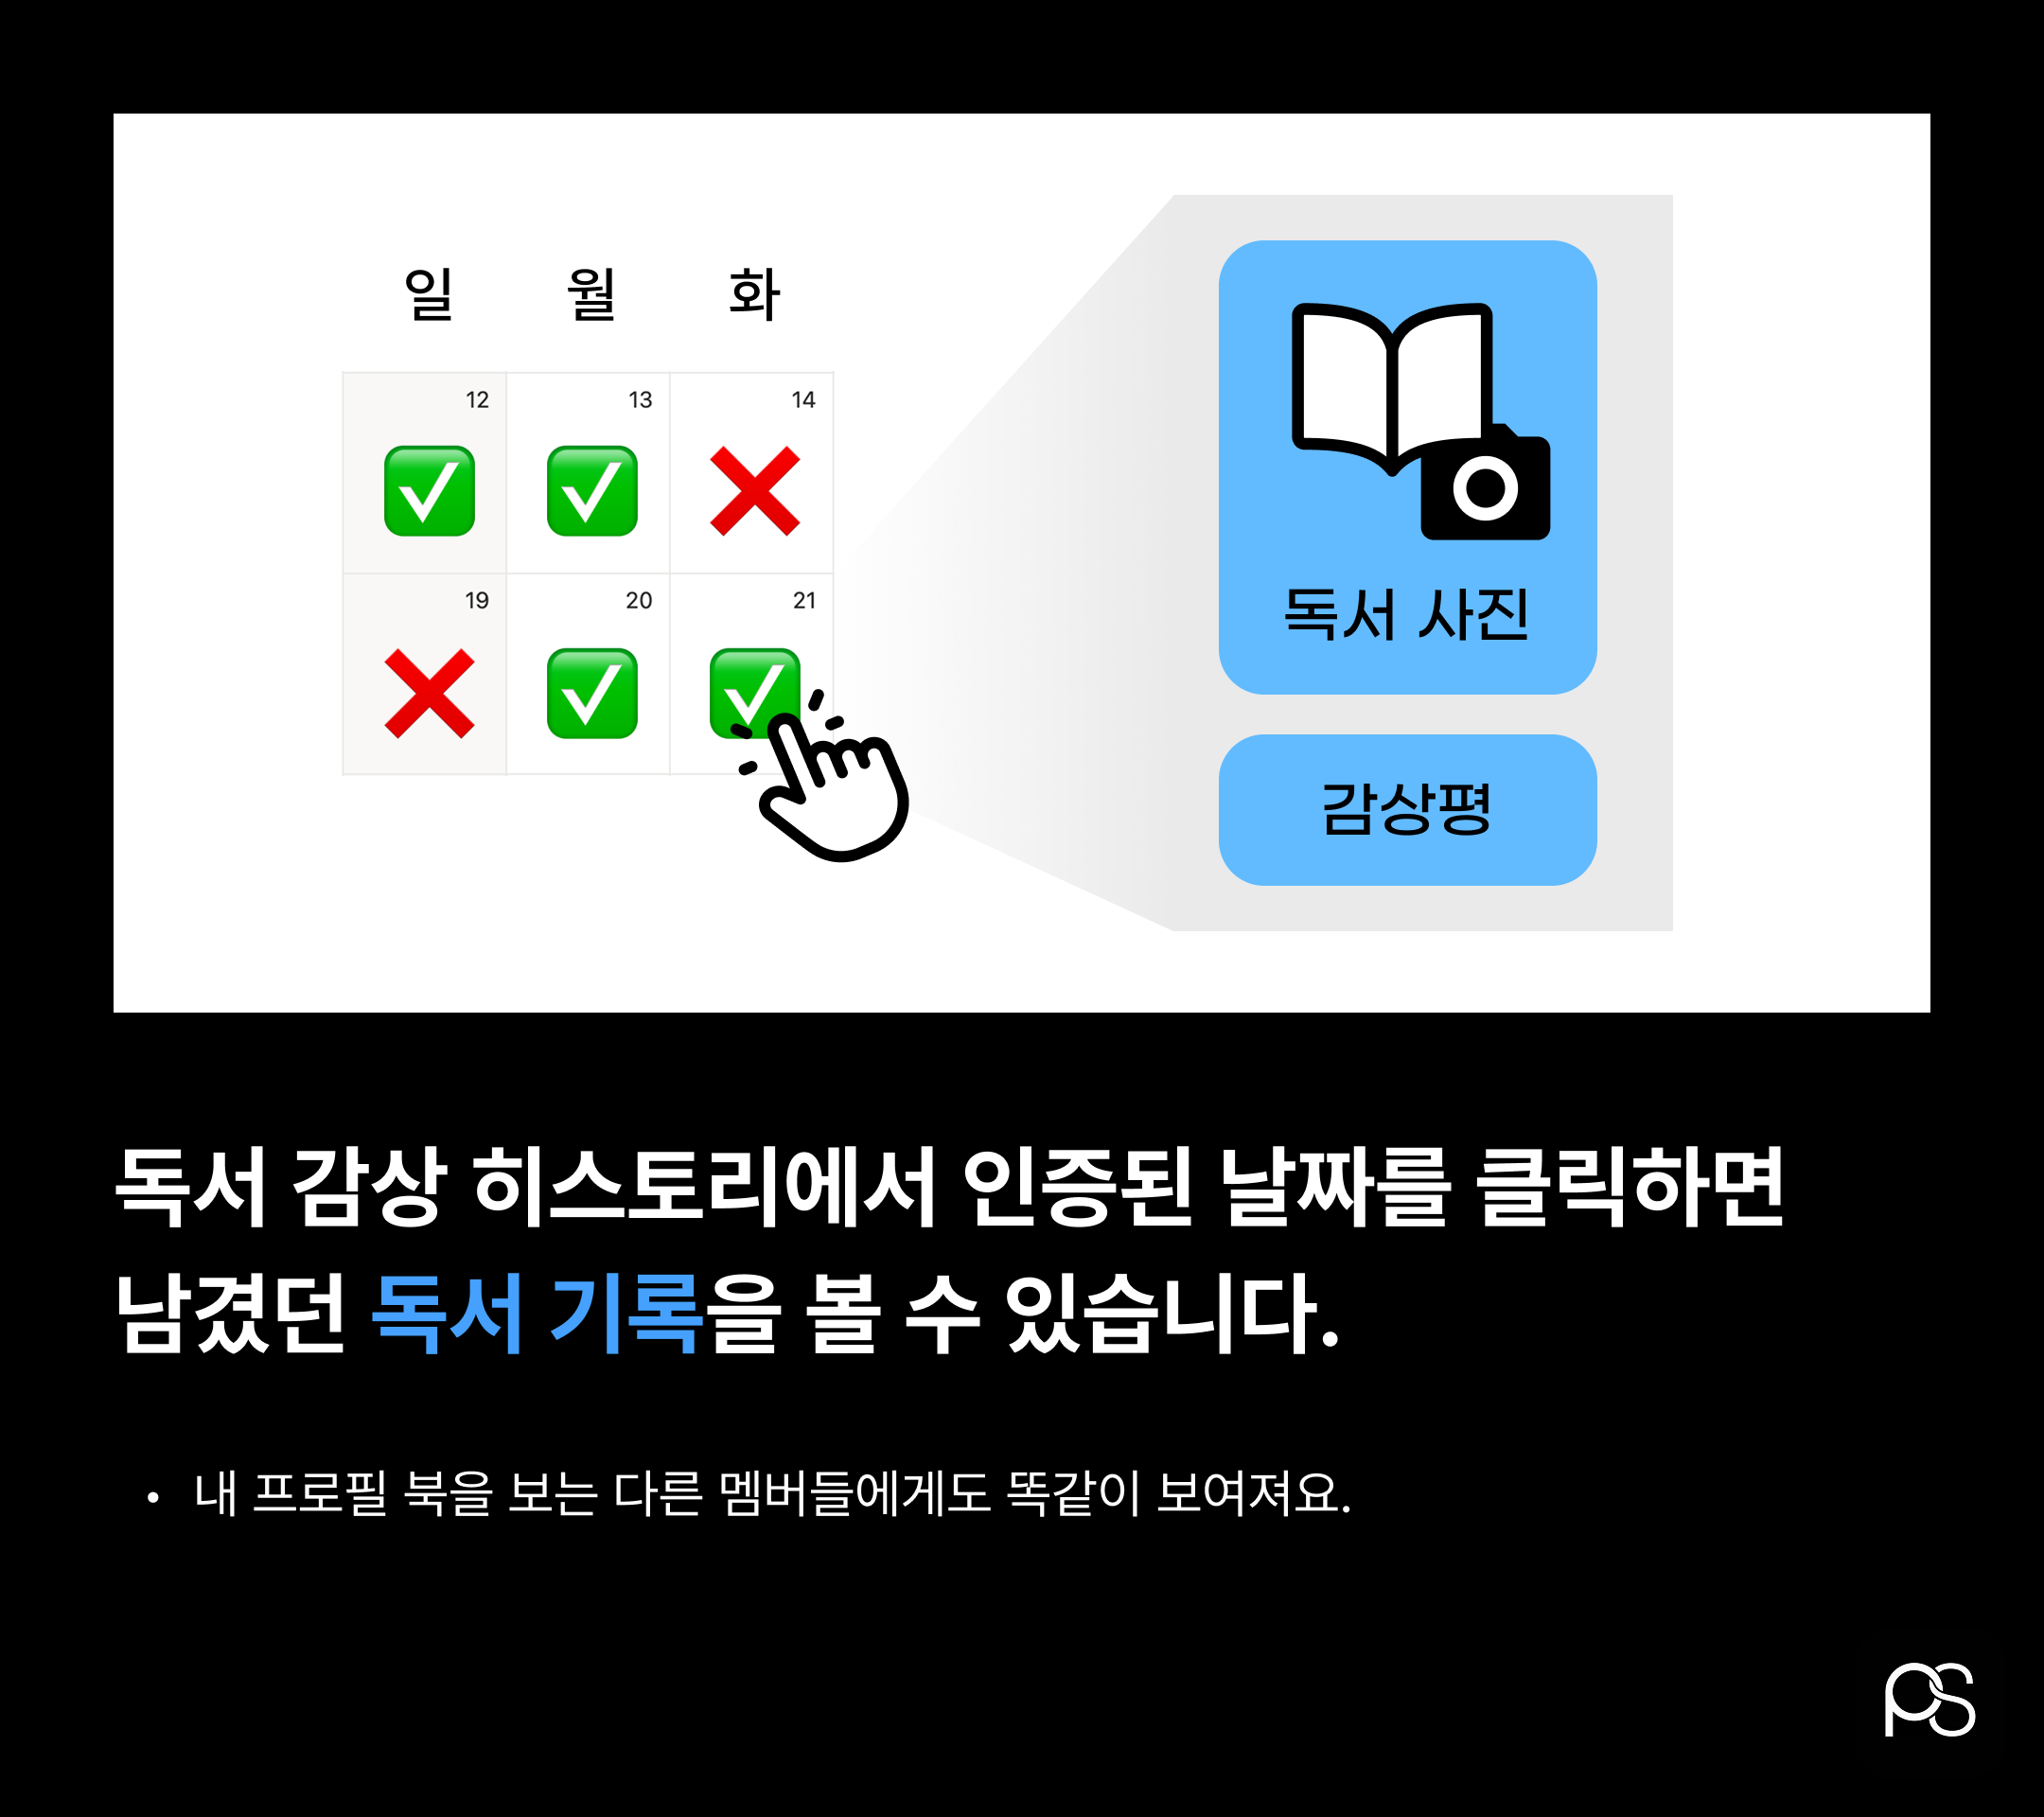 일 월 화
12 13 14
19 20 21
독서 사진
감상평
독서 감상 히스토리에서 인증된 날짜를 클릭하면
남겼던 독서 기록을 볼 수 있습니다.
• 내 프로필 북을 보는 다른 멤버들에게도 똑같이 보여져요.
PS